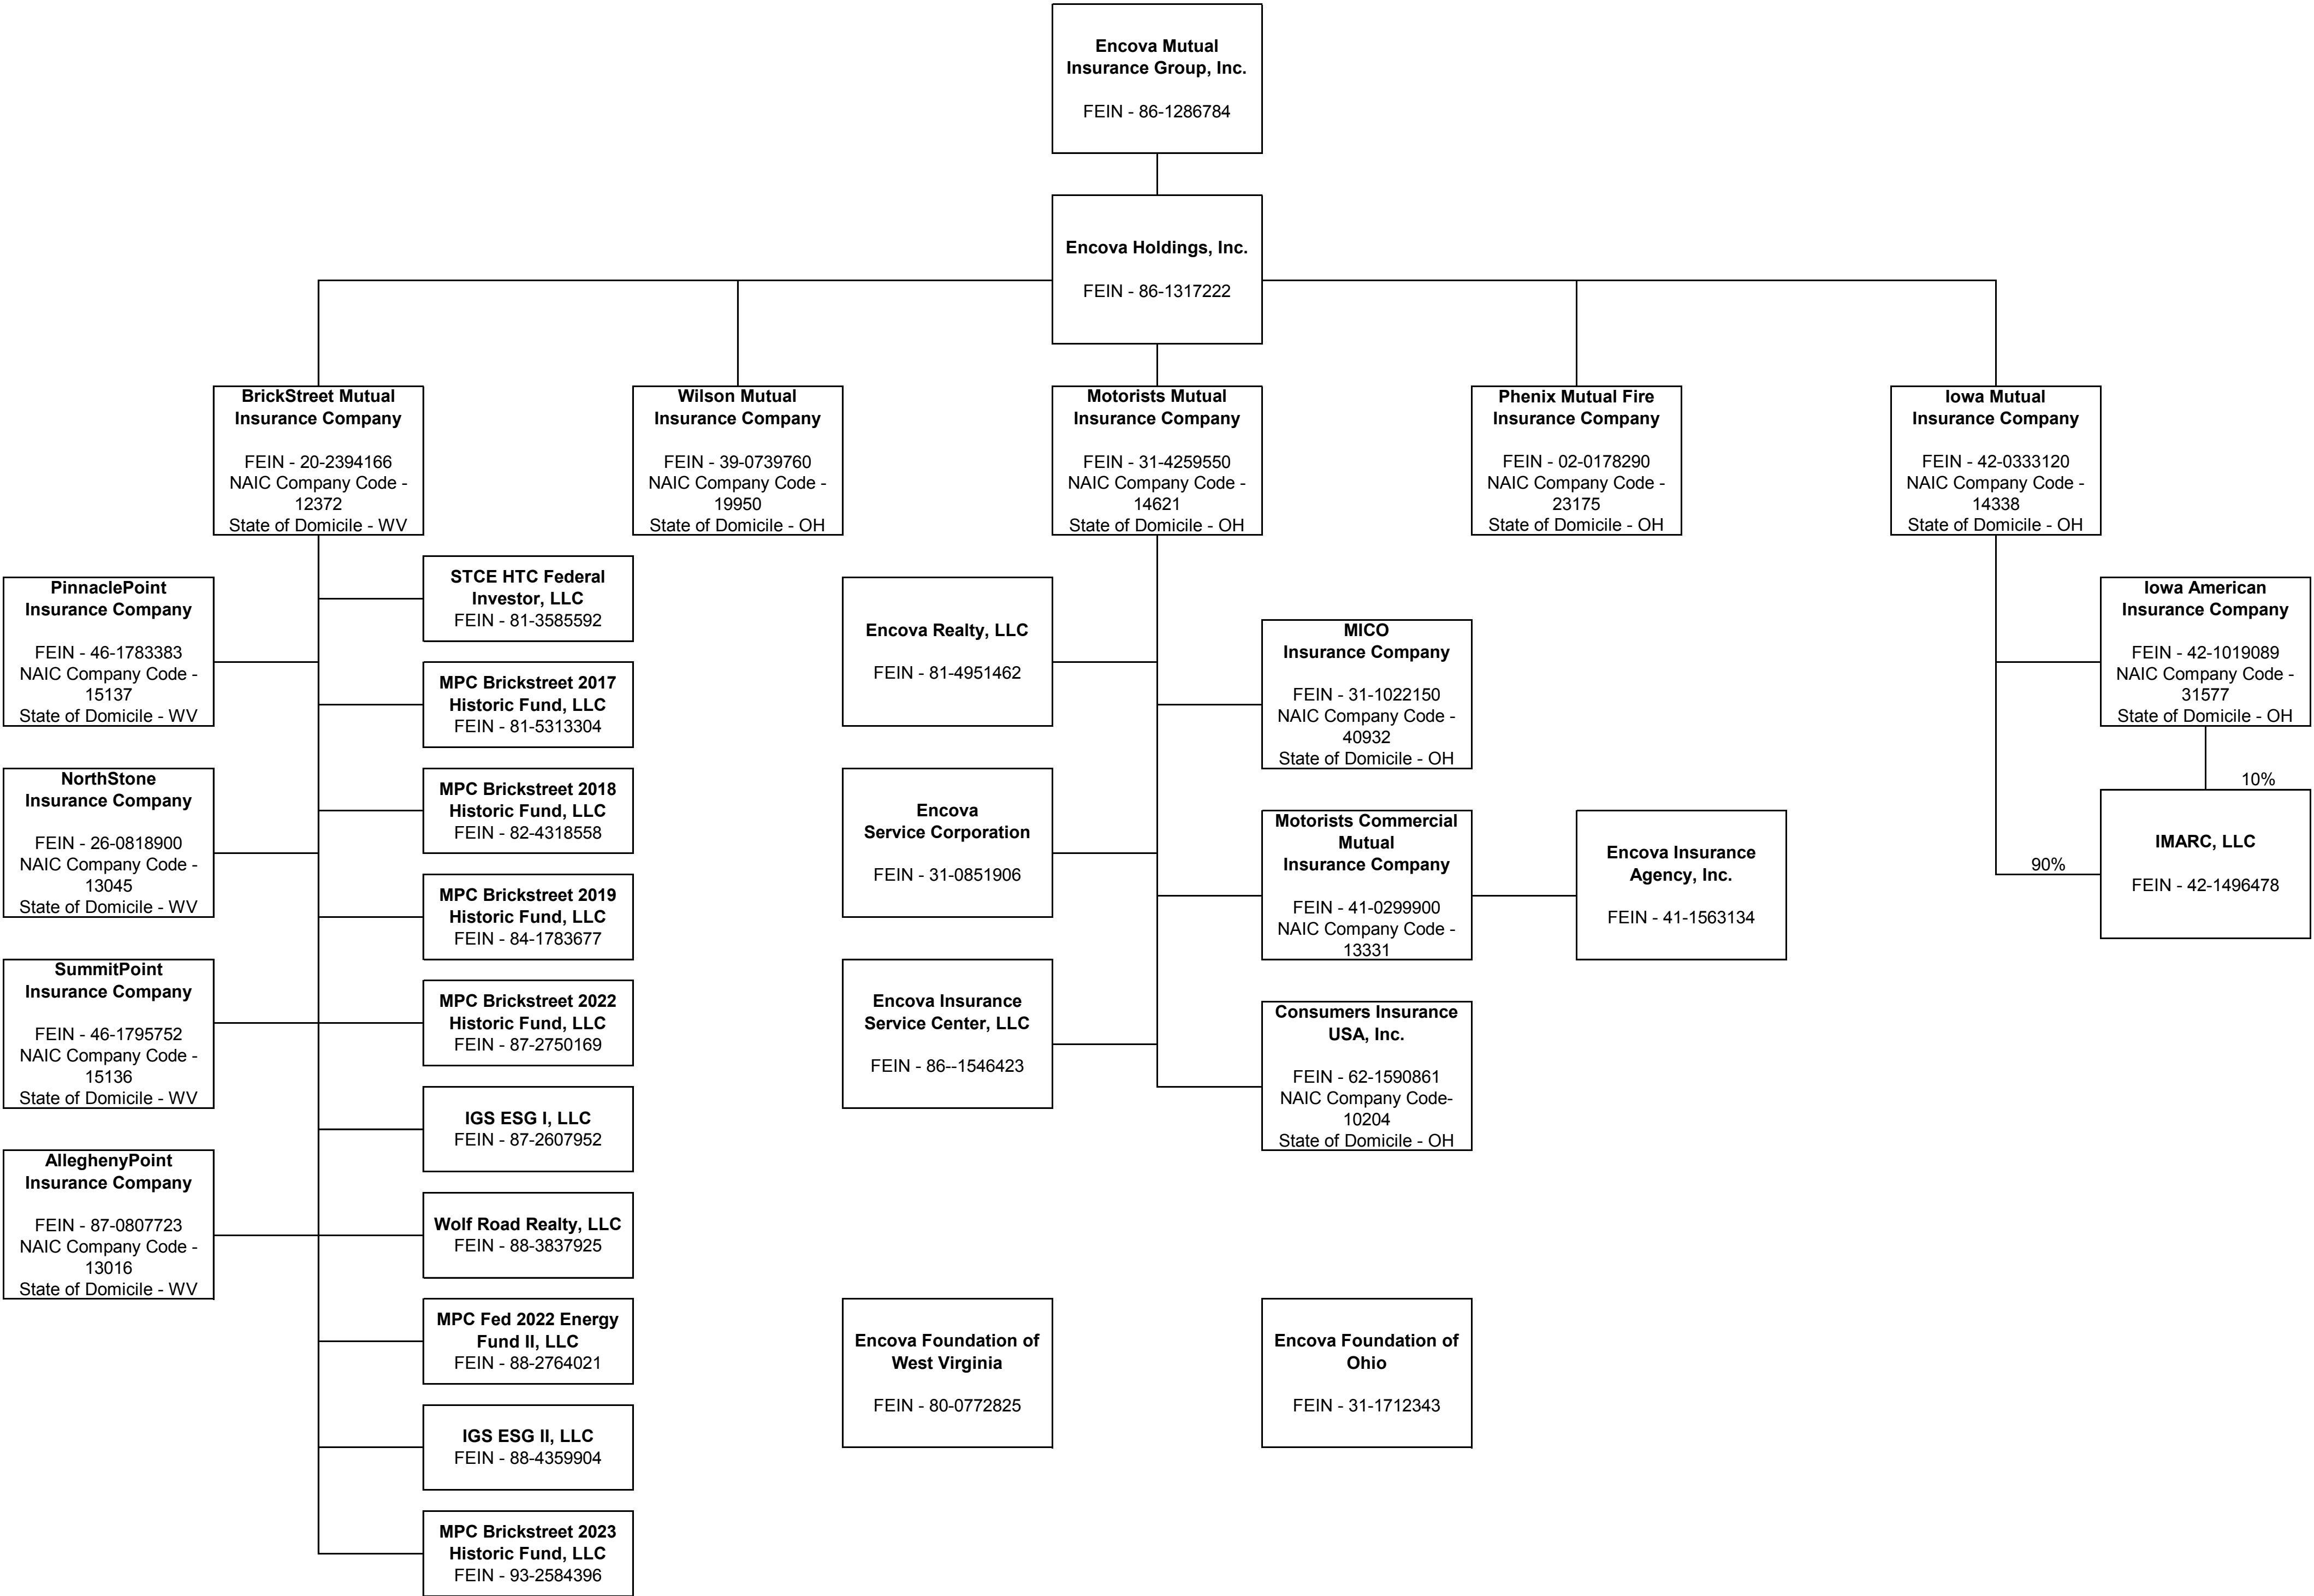 Encova Mutual
Insurance Group, Inc.
FEIN - 86-1286784
Encova Holdings, Inc.
FEIN - 86-1317222
BrickStreet Mutual
Insurance Company
FEIN - 20-2394166
NAIC Company Code -
12372
State of Domicile - WV
Wilson Mutual
Insurance Company
FEIN - 39-0739760
NAIC Company Code -
19950
State of Domicile - OH
Motorists Mutual
Insurance Company
FEIN - 31-4259550
NAIC Company Code -
14621
State of Domicile - OH
Phenix Mutual Fire
Insurance Company
FEIN - 02-0178290
NAIC Company Code -
23175
State of Domicile - OH
Iowa Mutual
Insurance Company
FEIN - 42-0333120
NAIC Company Code -
14338
State of Domicile - OH
PinnaclePoint
Insurance Company
FEIN - 46-1783383
NAIC Company Code -
15137
State of Domicile - WV
NorthStone
Insurance Company
FEIN - 26-0818900
NAIC Company Code -
13045
State of Domicile - WV
SummitPoint
Insurance Company
FEIN - 46-1795752
NAIC Company Code -
15136
State of Domicile - WV
AlleghenyPoint
Insurance Company
FEIN - 87-0807723
NAIC Company Code -
13016
State of Domicile - WV
STCE HTC Federal
Investor, LLC
FEIN - 81-3585592
MPC Brickstreet 2017
Historic Fund, LLC
FEIN - 81-5313304
MPC Brickstreet 2018
Historic Fund, LLC
FEIN - 82-4318558
MPC Brickstreet 2019
Historic Fund, LLC
FEIN - 84-1783677
MPC Brickstreet 2022
Historic Fund, LLC
FEIN - 87-2750169
IGS ESG I, LLC
FEIN - 87-2607952
Wolf Road Realty, LLC
FEIN - 88-3837925
MPC Fed 2022 Energy
Fund II, LLC
FEIN - 88-2764021
IGS ESG II, LLC
FEIN - 88-4359904
MPC Brickstreet 2023
Historic Fund, LLC
FEIN - 93-2584396
Encova Realty, LLC
FEIN - 81-4951462
Encova
Service Corporation
FEIN - 31-0851906
Encova Insurance
Service Center, LLC
FEIN - 86--1546423
MICO
Insurance Company
FEIN - 31-1022150
NAIC Company Code -
40932
State of Domicile - OH
Motorists Commercial
Mutual
Insurance Company
FEIN - 41-0299900
NAIC Company Code -
13331
Encova Insurance
Agency, Inc.
FEIN - 41-1563134
Consumers Insurance
USA, Inc.
FEIN - 62-1590861
NAIC Company Code-
10204
State of Domicile - OH
Iowa American
Insurance Company
FEIN - 42-1019089
NAIC Company Code -
31577
State of Domicile - OH
10%
90%
IMARC, LLC
FEIN - 42-1496478
Encova Foundation of
West Virginia
FEIN - 80-0772825
Encova Foundation of
Ohio
FEIN - 31-1712343